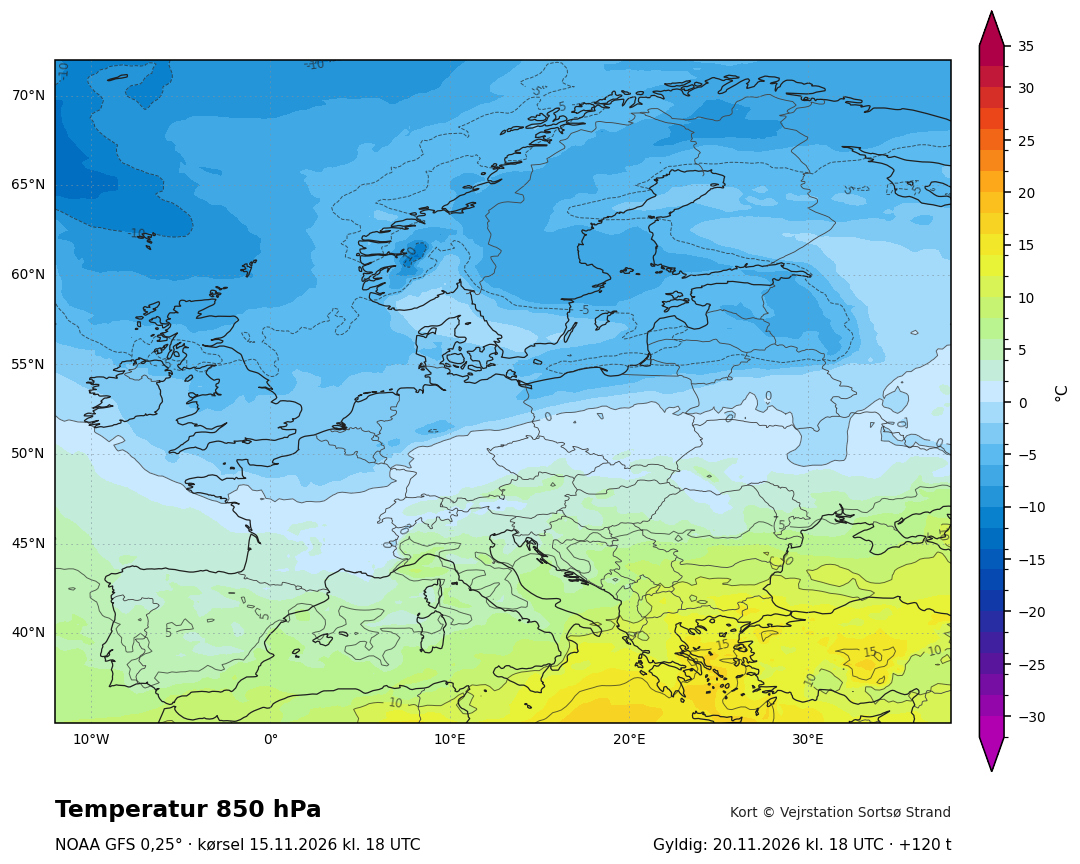 70°N
65°N
60°N
55°N
50°N
45°N
40°N
10°W
0°
10°E
20°E
30°E
35
30
25
20
15
10
5
0
−5
−10
−15
−20
−25
−30
°C
Temperatur 850 hPa
Kort © Vejrstation Sortsø Strand
NOAA GFS 0,25° · kørsel 15.11.2026 kl. 18 UTC
Gyldig: 20.11.2026 kl. 18 UTC · +120 t